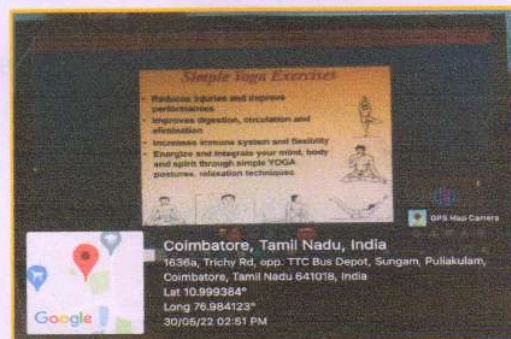 Simple Yoga Exercises
• Reduces injuries and improve
performances
• Improves digestion, circulation and
elimination
• Increases immune system and flexivity
• Energize and integrate your mind, body
and spirit through simple YOGA
postures, relaxation techniques.
GPS Map Camera
Coimbatore, Tamil Nadu, India
1636a, Trichy Rd, opp. TTC Bus Depot, Sungam, Puliakulam,
Coimbatore, Tamil Nadu 641018, India
Lat 10.999384°
Long 76.984123°
30/05/22 02:51 PM
Google